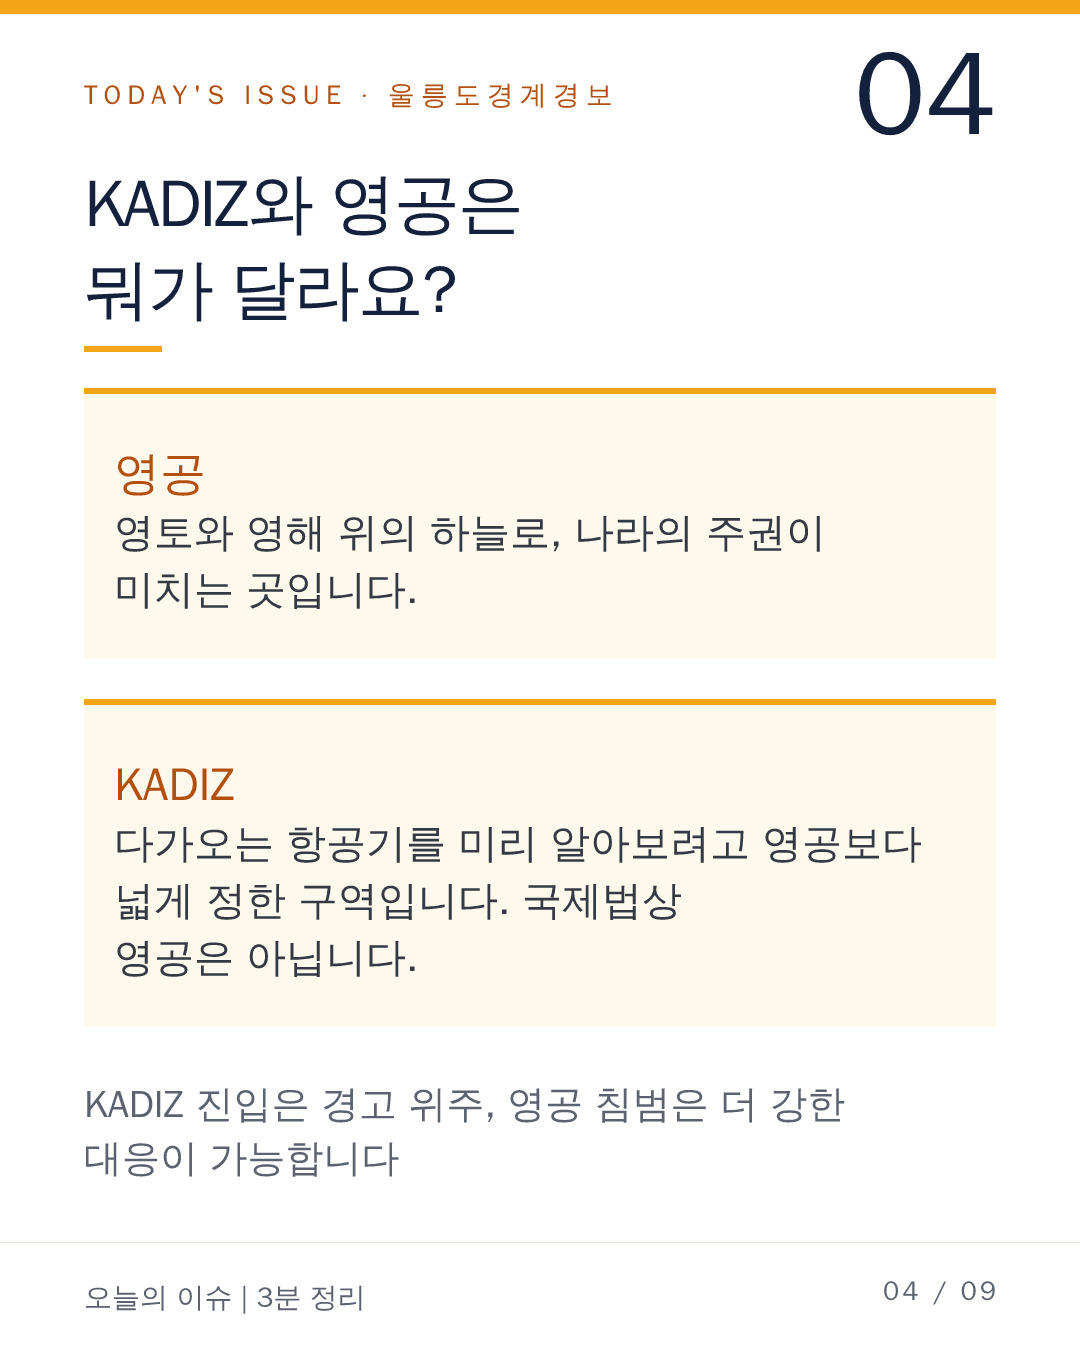 TODAY'S ISSUE · 울릉도경계경보
04
KADIZ와 영공은
뭐가 달라요?
영공
영토와 영해 위의 하늘로, 나라의 주권이
미치는 곳입니다.
KADIZ
다가오는 항공기를 미리 알아보려고 영공보다
넓게 정한 구역입니다. 국제법상
영공은 아닙니다.
KADIZ 진입은 경고 위주, 영공 침범은 더 강한
대응이 가능합니다
오늘의 이슈 | 3분 정리
04 / 09